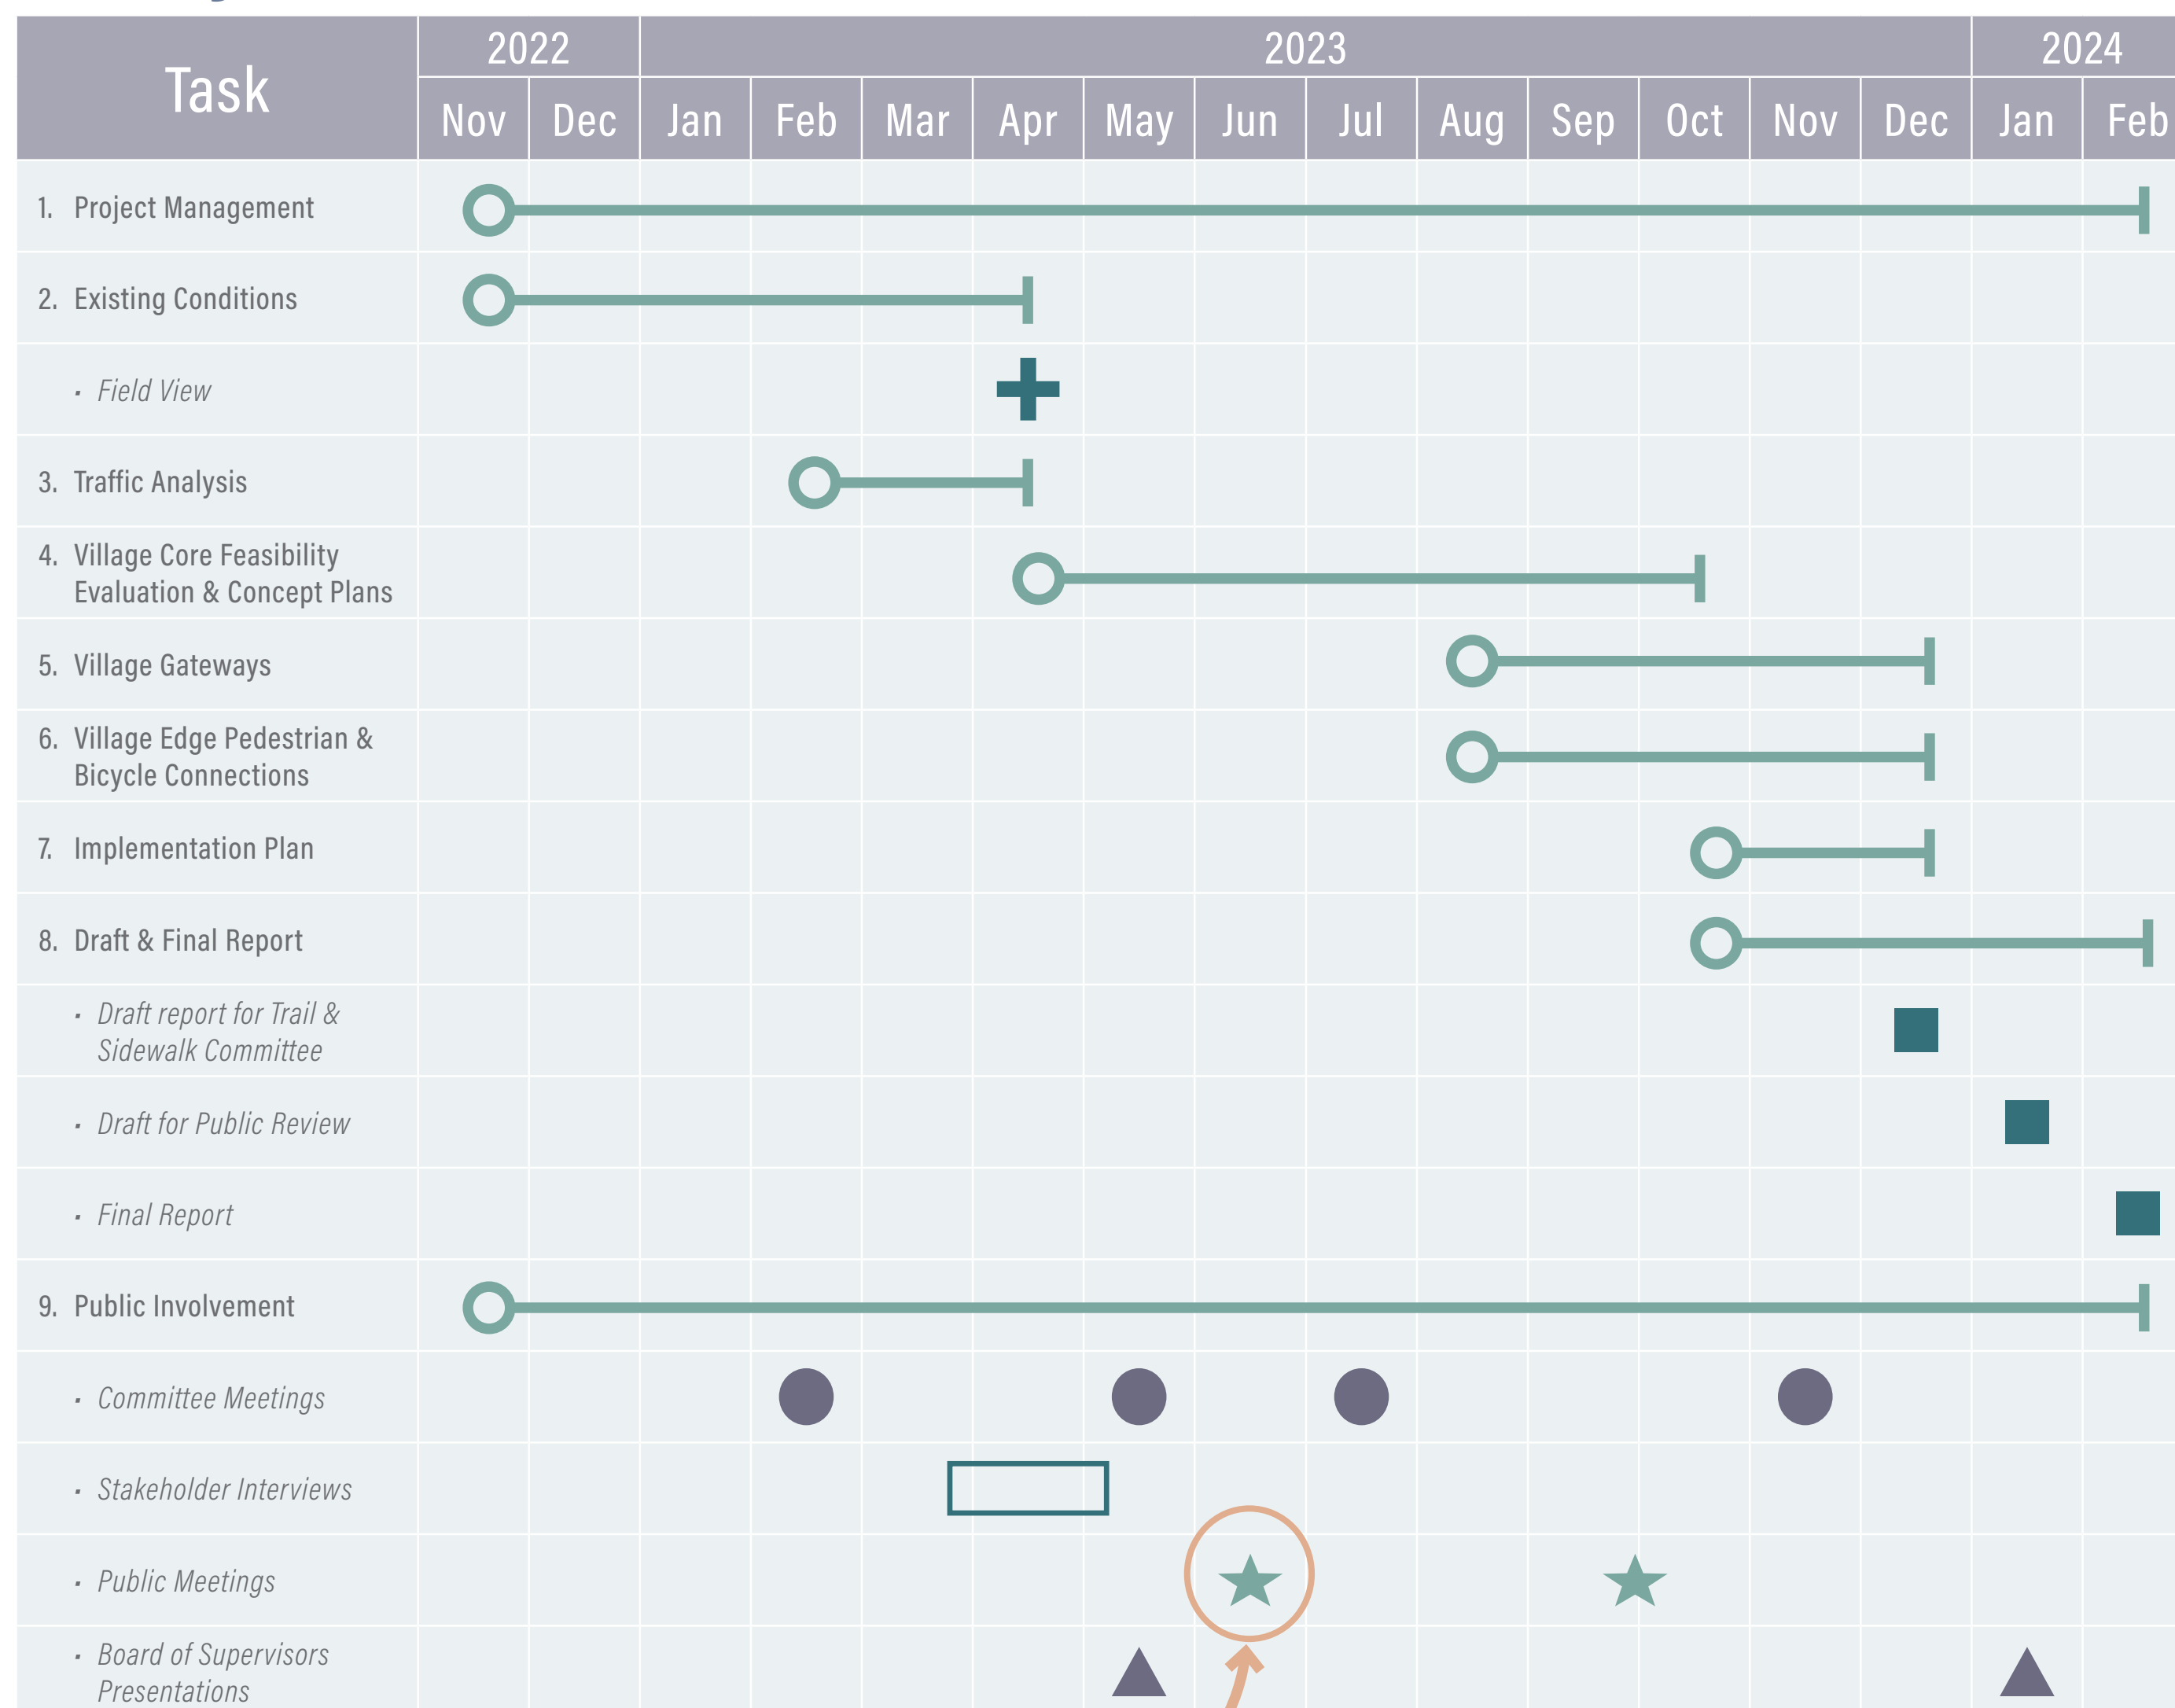 Task
2022 2023 2024
Nov Dec Jan Feb Mar Apr May Jun Jul Aug Sep Oct Nov Dec Jan Feb
1. Project Management
2. Existing Conditions
· Field View
3. Traffic Analysis
4. Village Core Feasibility
Evaluation & Concept Plans
5. Village Gateways
6. Village Edge Pedestrian &
Bicycle Connections
7. Implementation Plan
8. Draft & Final Report
· Draft report for Trail &
Sidewalk Committee
· Draft for Public Review
· Final Report
9. Public Involvement
· Committee Meetings
· Stakeholder Interviews
· Public Meetings
· Board of Supervisors
Presentations